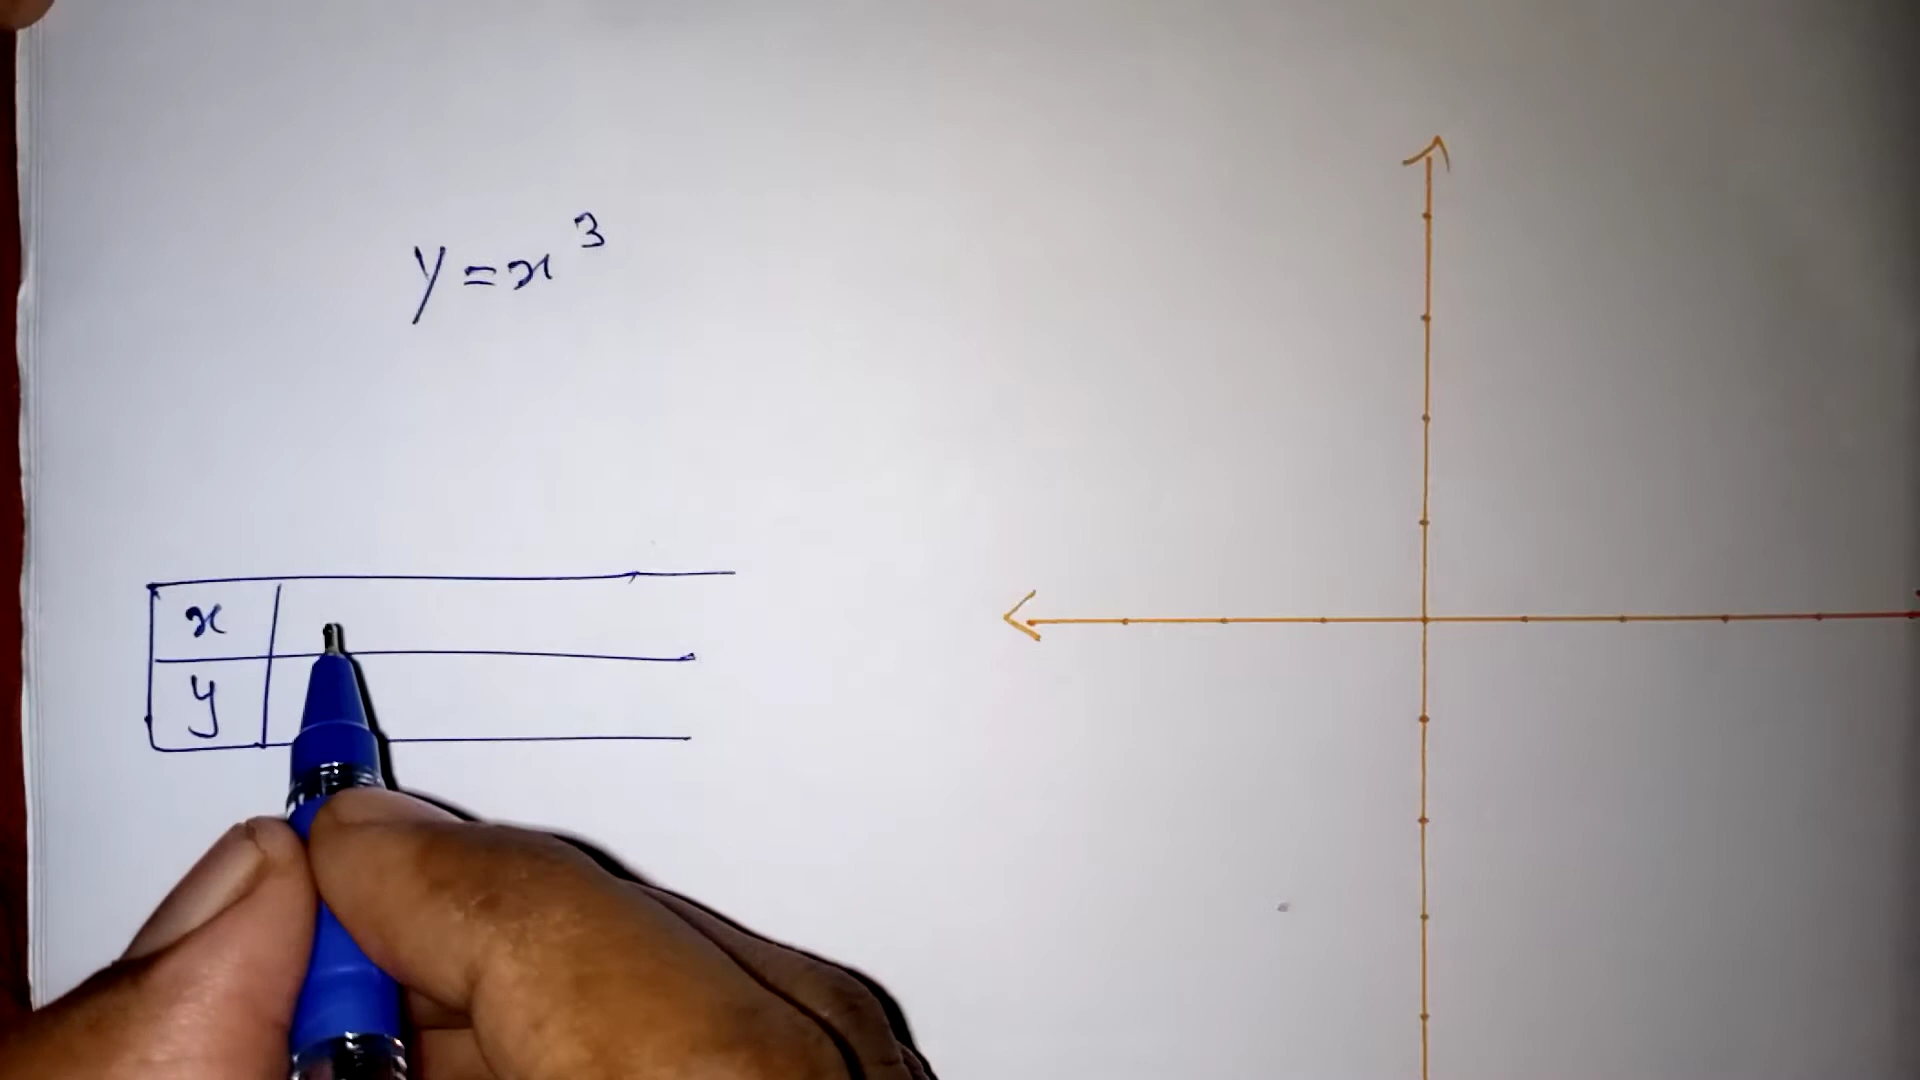 y = x³
x
y